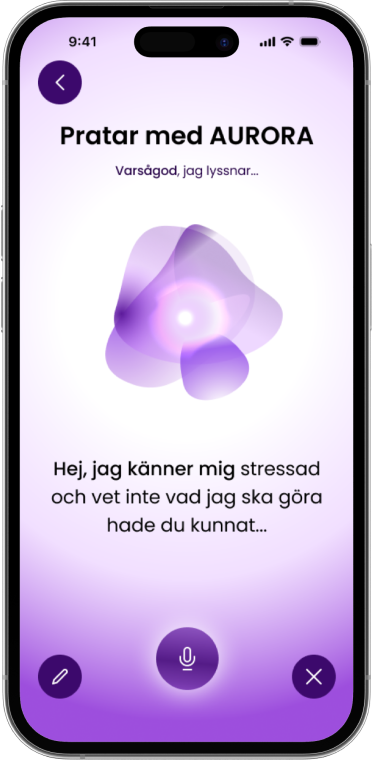 9:41
Pratar med AURORA
Varsågod, jag lyssnar...
Hej, jag känner mig stressad
och vet inte vad jag ska göra
hade du kunnat...